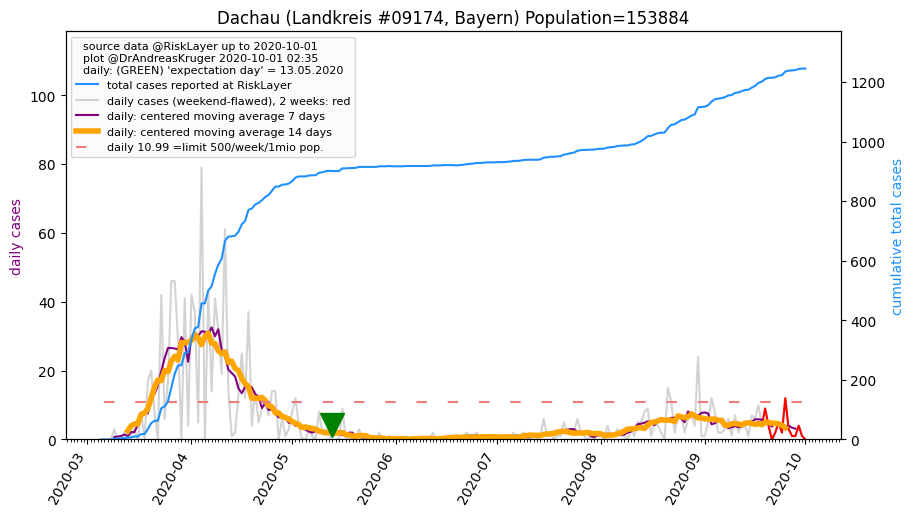 Dachau (Landkreis #09174, Bayern) Population=153884
source data @RiskLayer up to 2020-10-01
plot @DrAndreasKruger 2020-10-01 02:35
daily: (GREEN) 'expectation day' = 13.05.2020
total cases reported at RiskLayer
daily cases (weekend-flawed), 2 weeks: red
daily: centered moving average 7 days
daily: centered moving average 14 days
daily 10.99 =limit 500/week/1mio pop.
daily cases
100
80
60
40
20
0
cumulative total cases
1200
1000
800
600
400
200
0
2020-03
2020-04
2020-05
2020-06
2020-07
2020-08
2020-09
2020-10